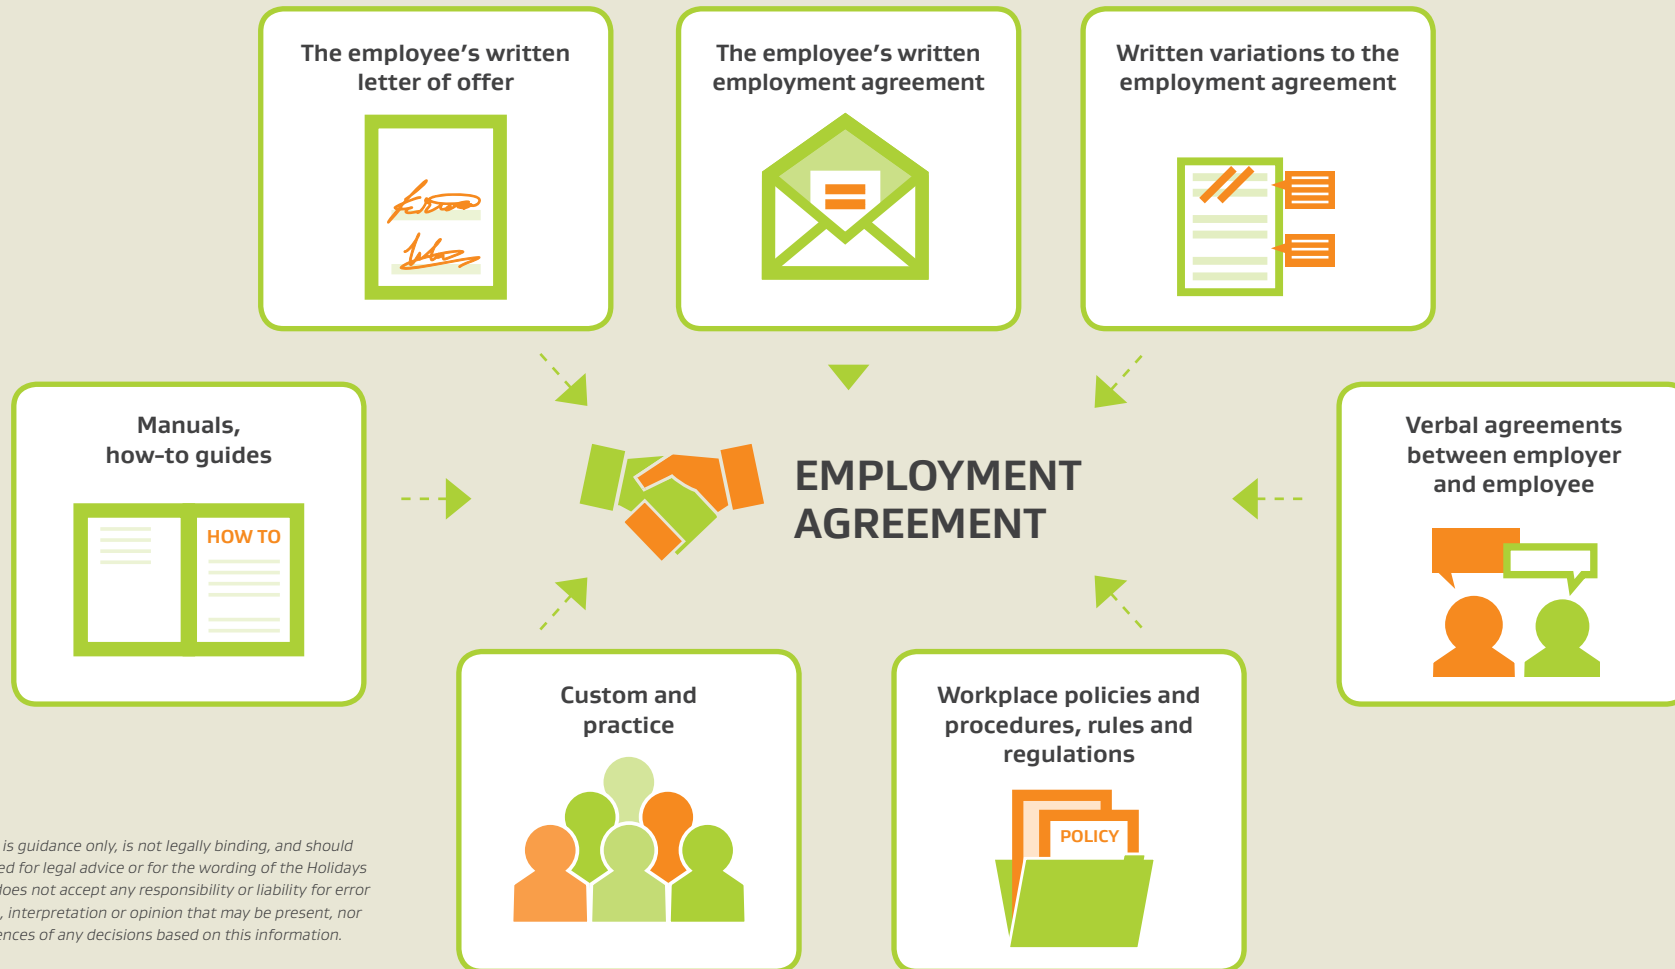 The employee's written
letter of offer
The employee's written
employment agreement
Written variations to the
employment agreement
Manuals,
how-to guides
HOW TO
EMPLOYMENT
AGREEMENT
Verbal agreements
between employer
and employee
Custom and
practice
Workplace policies and
procedures, rules and
regulations
POLICY
is guidance only, is not legally binding, and should
for legal advice or for the wording of the Holidays
does not accept any responsibility or liability for error
, interpretation or opinion that may be present, nor
of any decisions based on this information.